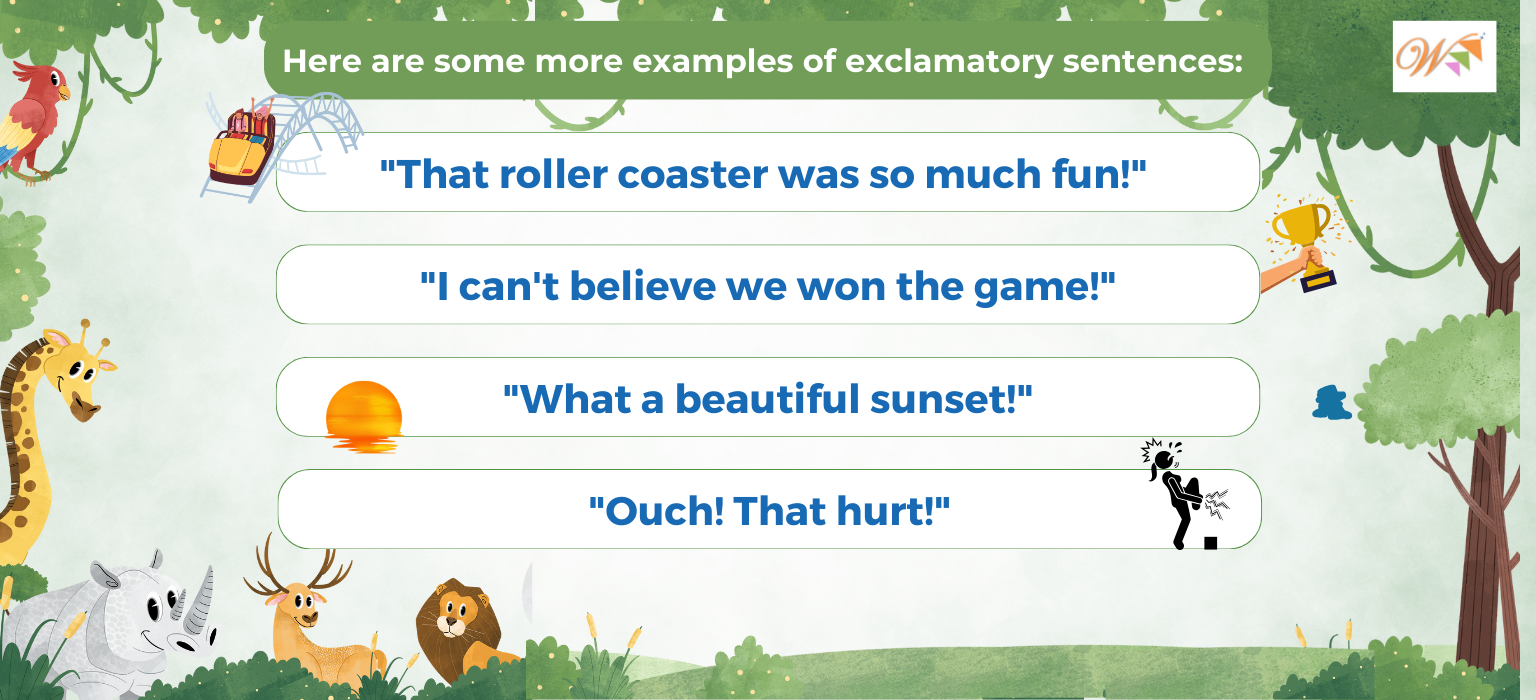 Here are some more examples of exclamatory sentences:
W
"That roller coaster was so much fun!"
"I can't believe we won the game!"
"What a beautiful sunset!"
"Ouch! That hurt!"